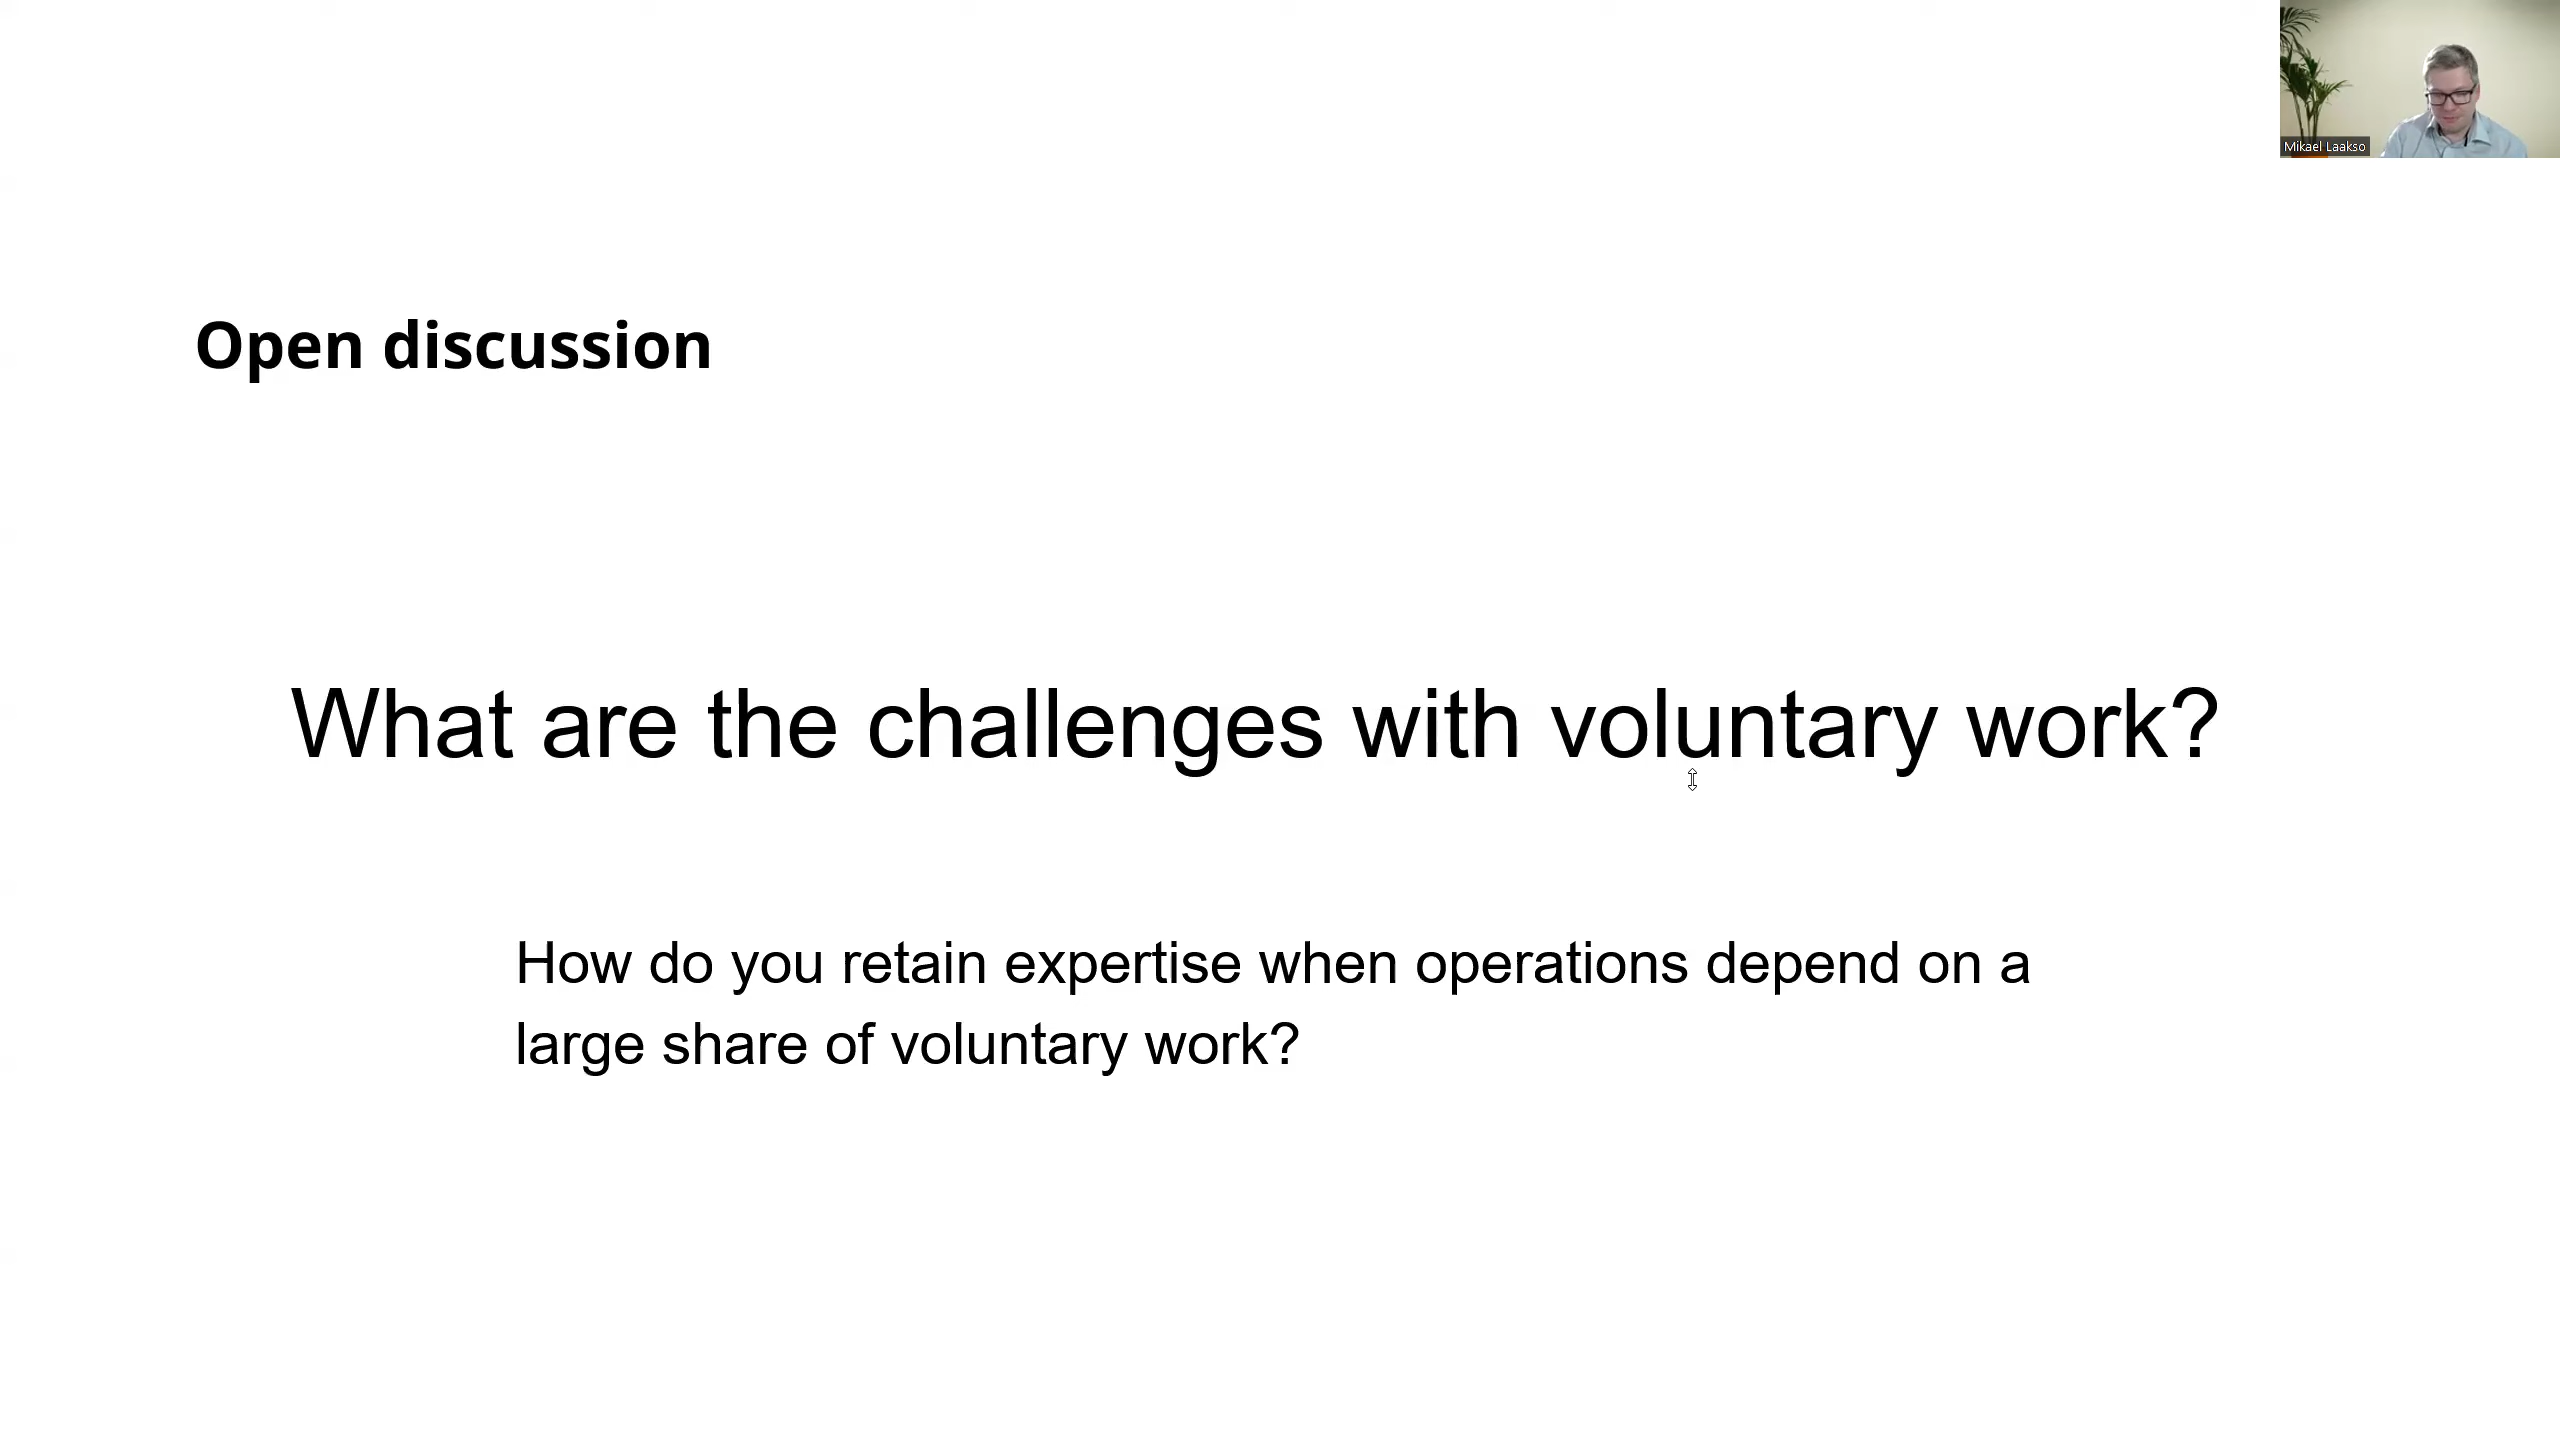 Mikael Laakso
Open discussion
What are the challenges with voluntary work?
How do you retain expertise when operations depend on a
large share of voluntary work?